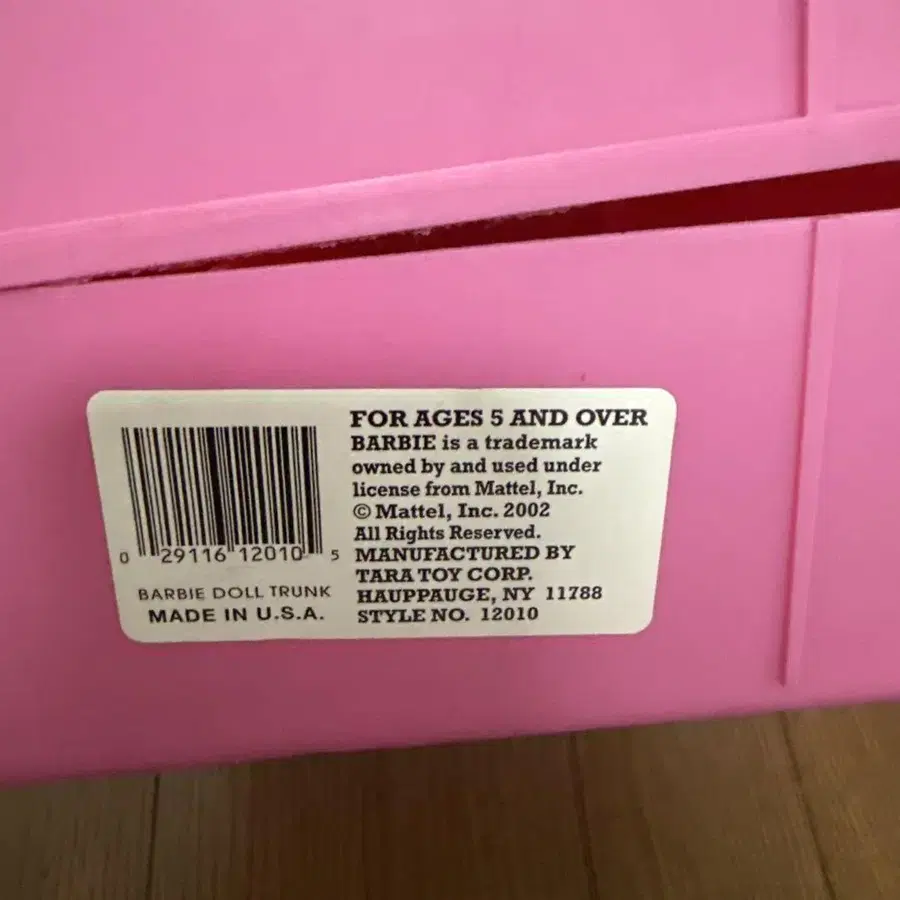 FOR AGES 5 AND OVER
BARBIE is a trademark
owned by and used under
license from Mattel, Inc.
© Mattel, Inc. 2002
All Rights Reserved.
MANUFACTURED BY
TARA TOY CORP.
HAUPPAUGE, NY 11788
STYLE NO. 12010
0 29116 12010 5
BARBIE DOLL TRUNK
MADE IN U.S.A.